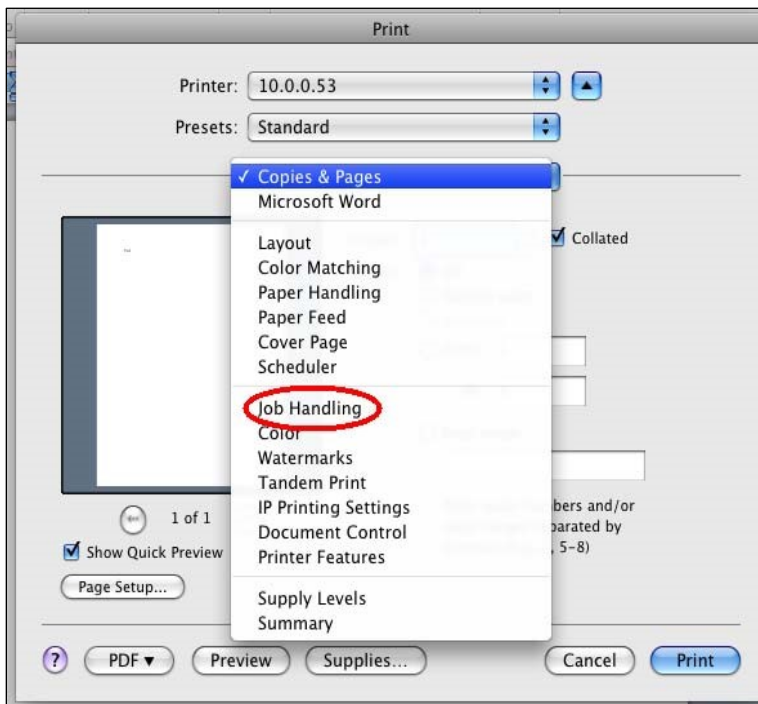 Print
Printer: 10.0.0.53
Presets: Standard
✓ Copies & Pages
Microsoft Word
Layout
Color Matching
Paper Handling
Paper Feed
Cover Page
Scheduler
Job Handling
Color
Watermarks
Tandem Print
IP Printing Settings
Document Control
Printer Features
Supply Levels
Summary
Collated
bers and/or
parated by
, 5-8)
1 of 1
Show Quick Preview
Page Setup...
? PDF ▼ Preview Supplies... Cancel Print